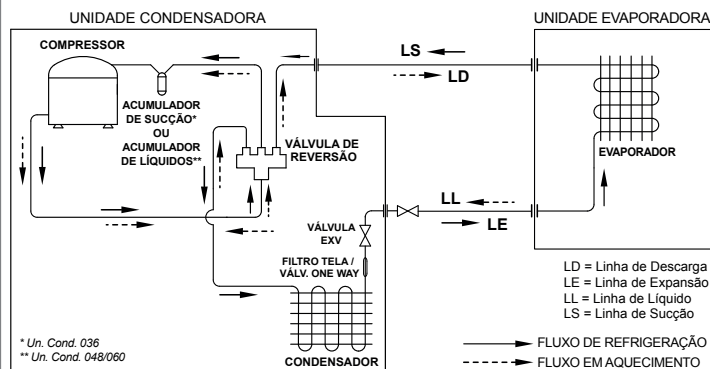 UNIDADE CONDENSADORA
UNIDADE EVAPORADORA
COMPRESSOR
LS
LD
ACUMULADOR
DE SUCÇÃO*
OU
ACUMULADOR
DE LÍQUIDOS**
VÁLVULA DE
REVERSÃO
EVAPORADOR
LL
LE
VÁLVULA
EXV
FILTRO TELA /
VÁLV. ONE WAY
CONDENSADOR
* Un. Cond. 036
** Un. Cond. 048/060
LD = Linha de Descarga
LE = Linha de Expansão
LL = Linha de Líquido
LS = Linha de Sucção
FLUXO DE REFRIGERAÇÃO
FLUXO EM AQUECIMENTO